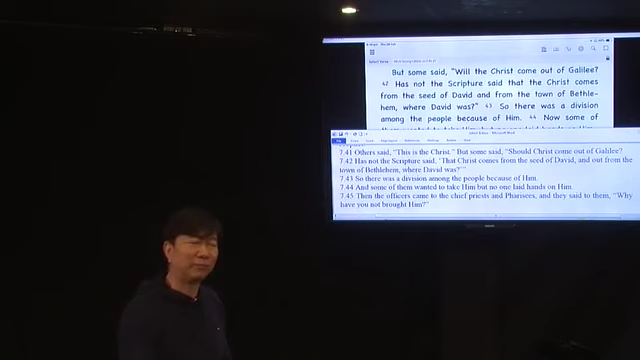 But some said, "Will the Christ come out of Galilee?
42 Has not the Scripture said that the Christ comes
from the seed of David and from the town of Bethle-
hem, where David was?" 43 So there was a division
among the people because of Him. 44 Now some of
7:41 Others said, "This is the Christ." But some said, "Should Christ come out of Galilee?
7:42 Has not the Scripture said, 'That Christ comes from the seed of David, and out from the
town of Bethlehem, where David was?'"
7:43 So there was a division among the people because of Him.
7:44 And some of them wanted to take Him but no one laid hands on Him.
7:45 Then the officers came to the chief priests and Pharisees, and they said to them, "Why
have you not brought Him?"